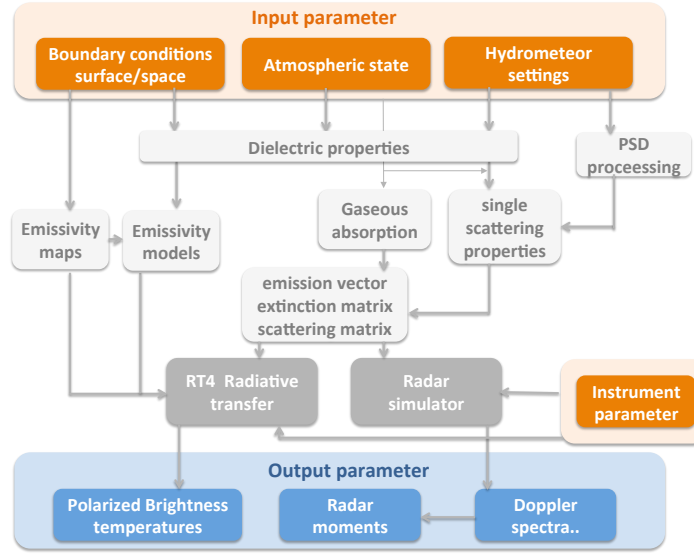 Input parameter
Boundary conditions
surface/space
Atmospheric state
Hydrometeor
settings
Dielectric properties
PSD
proceessing
Emissivity
maps
Emissivity
models
Gaseous
absorption
single
scattering
properties
emission vector
extinction matrix
scattering matrix
RT4 Radiative
transfer
Radar
simulator
Instrument
parameter
Output parameter
Polarized Brightness
temperatures
Radar
moments
Doppler
spectra..